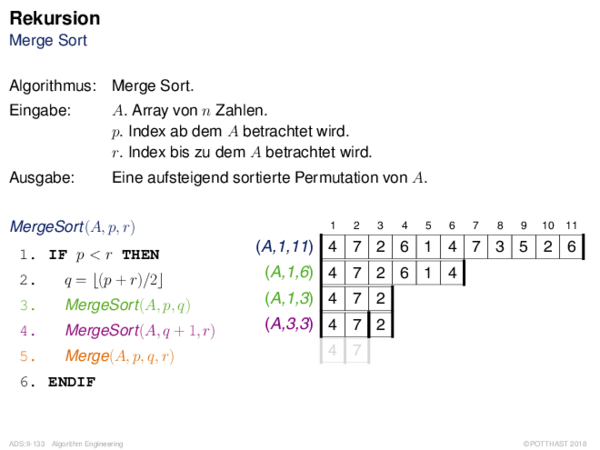 Rekursion
Merge Sort
Algorithmus: Merge Sort.
Eingabe: A. Array von n Zahlen.
p. Index ab dem A betrachtet wird.
r. Index bis zu dem A betrachtet wird.
Ausgabe: Eine aufsteigend sortierte Permutation von A.
MergeSort(A, p, r)
1. IF p < r THEN
2. q = ⌊(p + r)/2⌋
3. MergeSort(A, p, q)
4. MergeSort(A, q + 1, r)
5. Merge(A, p, q, r)
6. ENDIF
1 2 3 4 5 6 7 8 9 10 11
(A,1,11) 4 7 2 6 1 4 7 3 5 2 6
(A,1,6) 4 7 2 6 1 4
(A,1,3) 4 7 2
(A,3,3) 4 7 2
4 7
ADS:II-133 Algorithm Engineering
©POTTHAST 2018